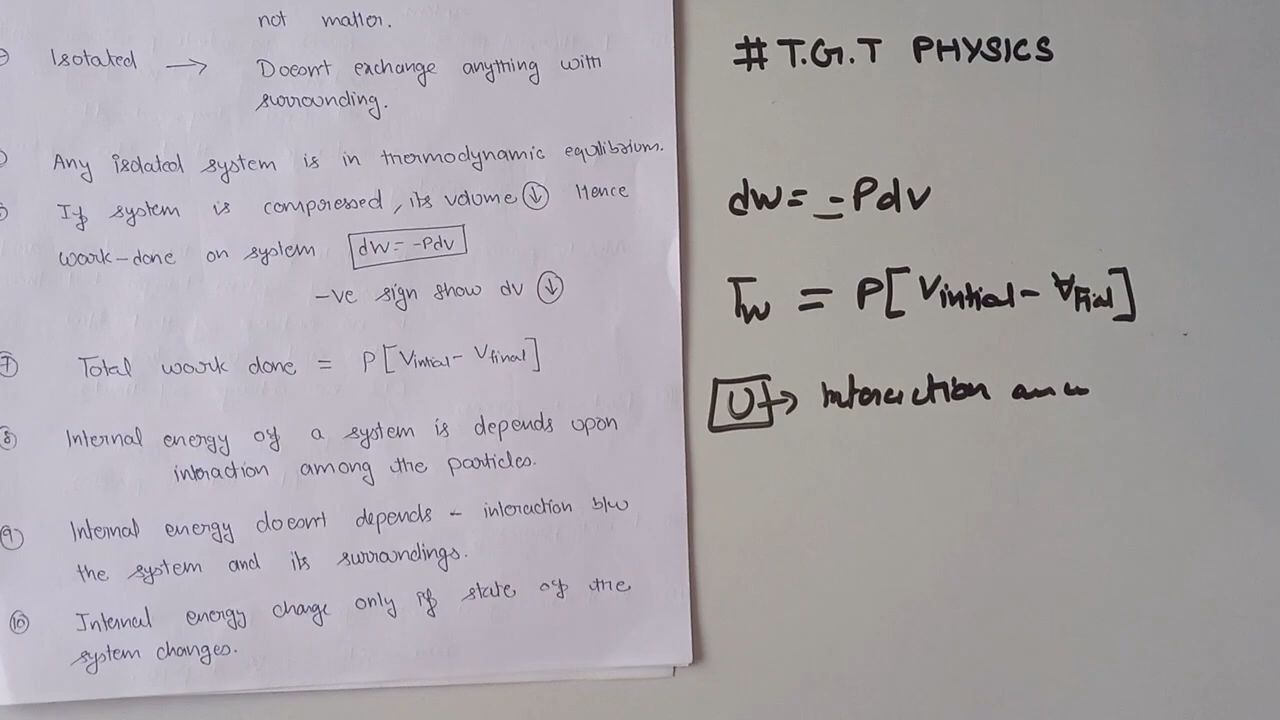 not matter.
Isotated → Doesn't exchange anything with
surrounding.
Any isolated system is in thermodynamic equilibrium.
If system is compressed, its volume ↓ Hence
work-done on system dW = -Pdv
-ve sign show dv ↓
7 Total work done = P[Vintial - Vfinal]
8 Internal energy of a system is depends upon
interaction among the particles.
9 Internal energy doesn't depends - interaction b/w
the system and its surroundings.
10 Internal energy change only if state of the
system changes.
# T.G.T PHYSICS
dw = -Pdv
Tw = P[Vintial - VFinal]
U → interaction